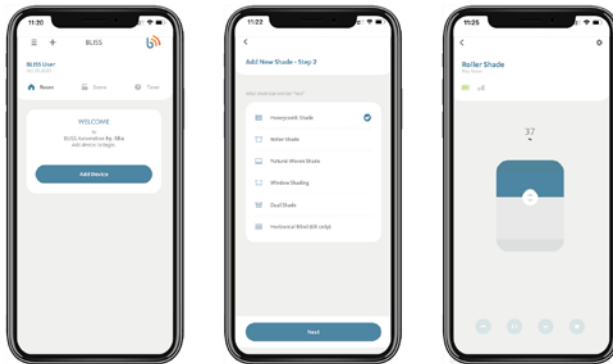 11:20
BLISS
BLISS User
Room
Scene
Timer
WELCOME
to
BLISS Automation by Alta
Add device to begin.
Add Device
11:22
Add New Shade - Step 2
Honeycomb Shade
Roller Shade
Natural Woven Shade
Window Shading
Dual Shade
Horizontal Blind (tilt only)
Next
11:25
Roller Shade
37
%